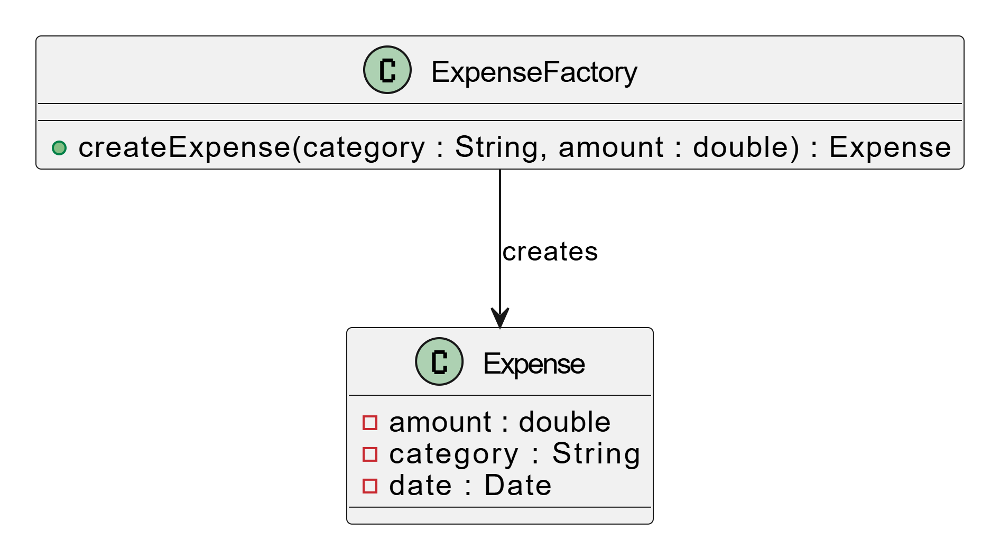 C ExpenseFactory
createExpense(category : String, amount : double) : Expense
creates
C Expense
amount : double
category : String
date : Date